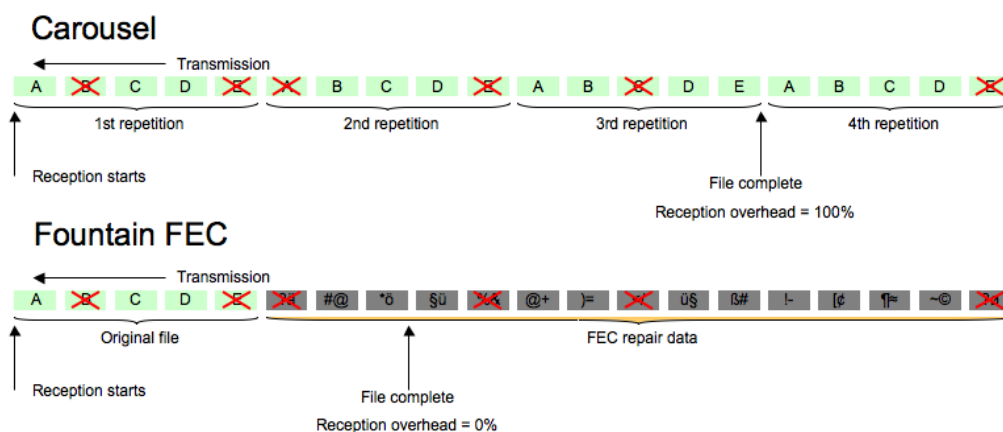 Carousel
Transmission
A B C D E A B C D E A B C D E A B C D E
1st repetition 2nd repetition 3rd repetition 4th repetition
Reception starts
File complete
Reception overhead = 100%
Fountain FEC
Transmission
A B C D E #@ *ö §ü %& @+ )= ü§ ß# !- [¢ ¶≈ ~©
Original file FEC repair data
Reception starts
File complete
Reception overhead = 0%